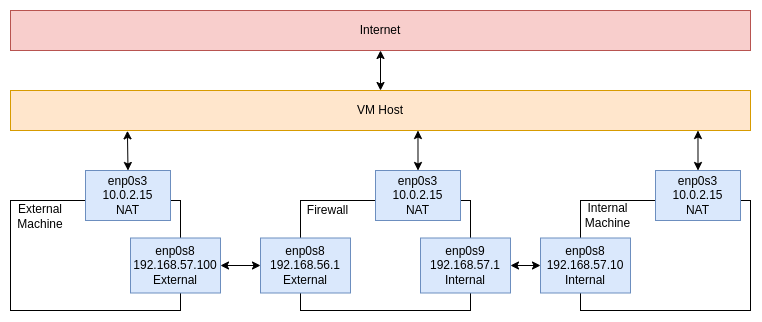 Internet
VM Host
enp0s3
10.0.2.15
NAT
enp0s3
10.0.2.15
NAT
enp0s3
10.0.2.15
NAT
External
Machine
Firewall
Internal
Machine
enp0s8
192.168.57.100
External
enp0s8
192.168.56.1
External
enp0s9
192.168.57.1
Internal
enp0s8
192.168.57.10
Internal